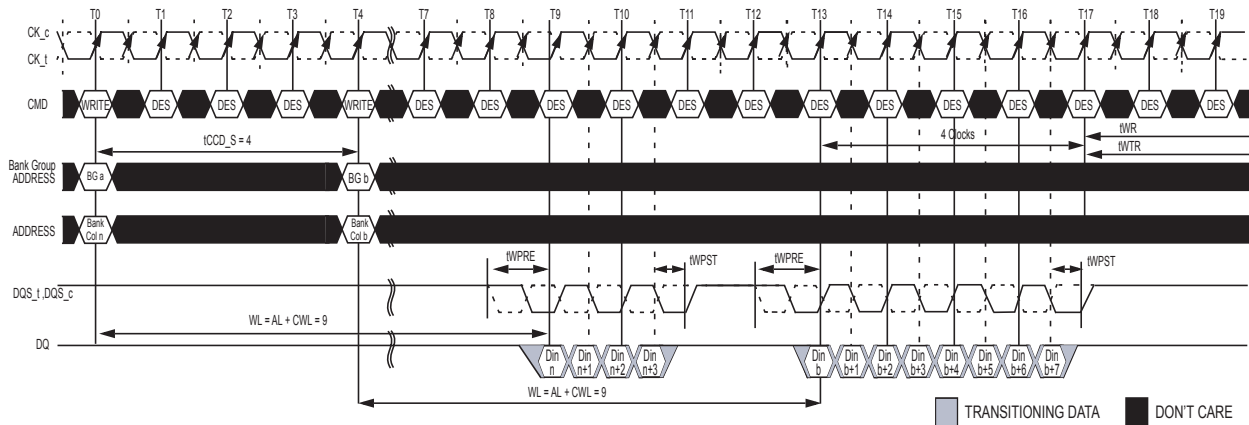 T0 T1 T2 T3 T4 T7 T8 T9 T10 T11 T12 T13 T14 T15 T16 T17 T18 T19
CK_c
CK_t
CMD WRITE DES DES DES WRITE DES DES DES DES DES DES DES DES DES DES DES DES DES
tCCD_S = 4
4 Clocks
tWR
tWTR
Bank Group
ADDRESS
BG a
BG b
ADDRESS
Bank
Col n
Bank
Col b
tWPRE
tWPST
tWPRE
tWPST
DQS_t ,DQS_c
WL = AL + CWL = 9
DQ
Din
n
Din
n+1
Din
n+2
Din
n+3
Din
b
Din
b+1
Din
b+2
Din
b+3
Din
b+4
Din
b+5
Din
b+6
Din
b+7
WL = AL + CWL = 9
TRANSITIONING DATA
DON'T CARE